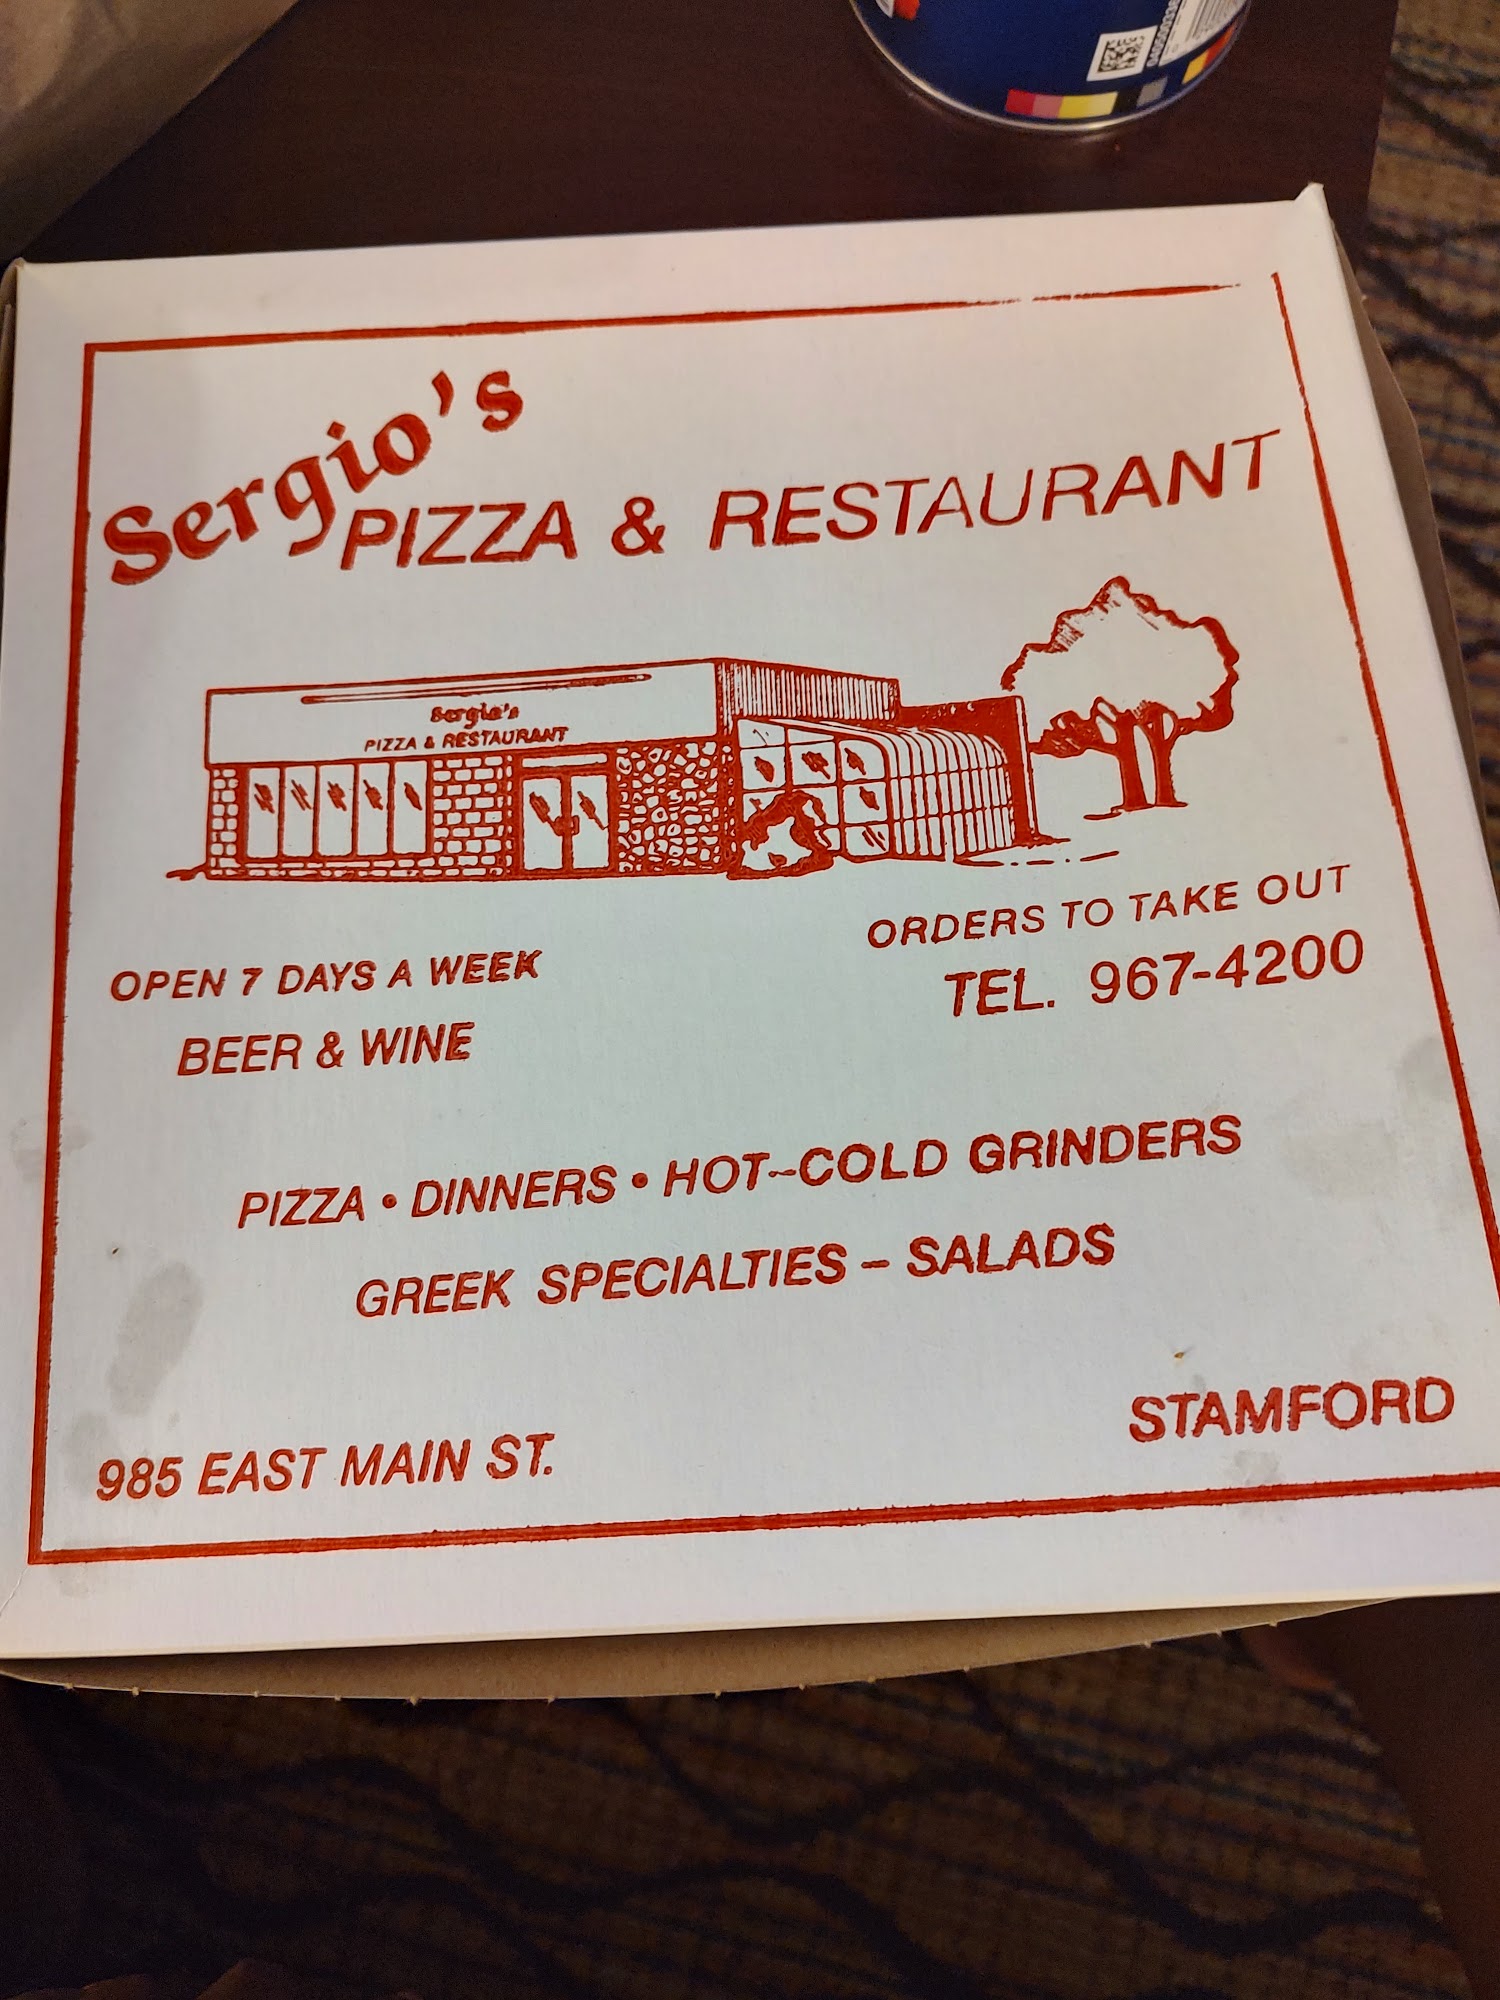 Sergio's
PIZZA & RESTAURANT
Sergio's
PIZZA & RESTAURANT
ORDERS TO TAKE OUT
TEL. 967-4200
OPEN 7 DAYS A WEEK
BEER & WINE
PIZZA • DINNERS • HOT-COLD GRINDERS
GREEK SPECIALTIES - SALADS
985 EAST MAIN ST.
STAMFORD